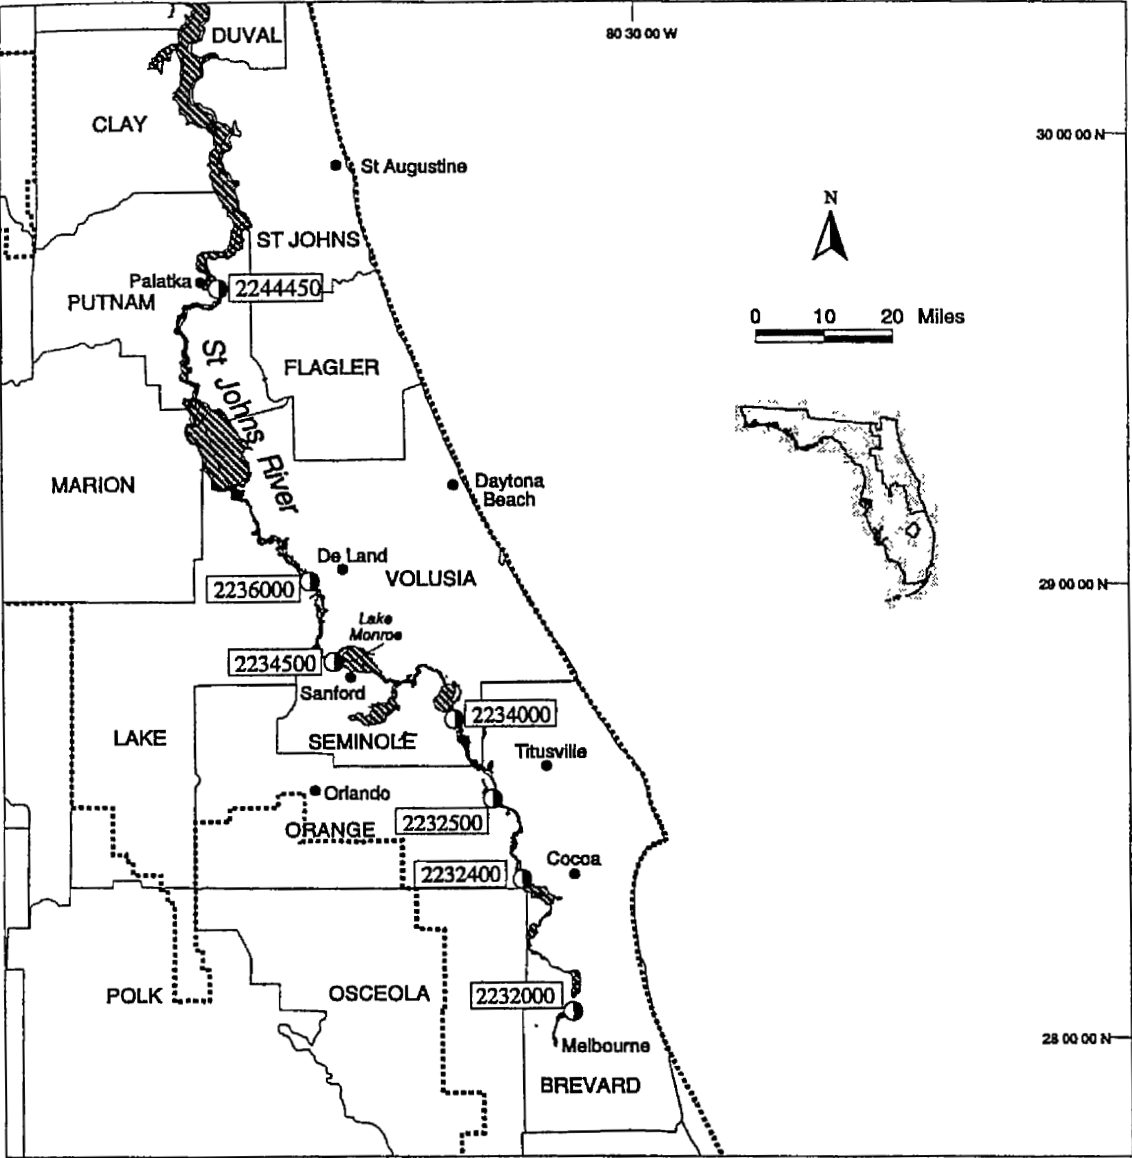 DUVAL
80 30 00 W
CLAY
30 00 00 N
St Augustine
N
ST JOHNS
Palatka
2244450
PUTNAM
0 10 20 Miles
St Johns River
FLAGLER
MARION
Daytona
Beach
De Land
VOLUSIA
2236000
29 00 00 N
Lake
Monroe
2234500
Sanford
2234000
LAKE
SEMINOLE
Titusville
Orlando
2232500
ORANGE
Cocoa
2232400
POLK
OSCEOLA
2232000
28 00 00 N
Melbourne
BREVARD